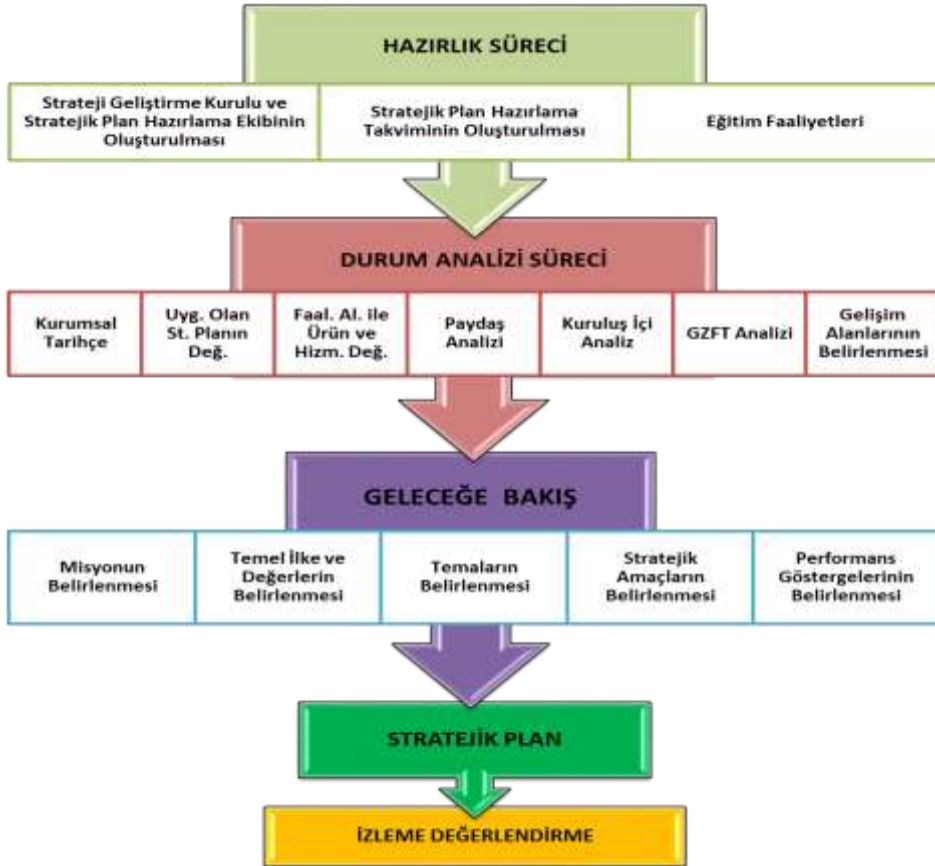 HAZIRLIK SÜRECİ
Strateji Geliştirme Kurulu ve
Stratejik Plan Hazırlama Ekibinin
Oluşturulması
Stratejik Plan Hazırlama
Takviminin Oluşturulması
Eğitim Faaliyetleri
DURUM ANALİZİ SÜRECİ
Kurumsal
Tarihçe
Uyg. Olan
St. Planın
Değ.
Faal. Al. ile
Ürün ve
Hizm. Değ.
Paydaş
Analizi
Kuruluş İçi
Analiz
GZFT Analizi
Gelişim
Alanlarının
Belirlenmesi
GELECEĞE BAKIŞ
Misyonun
Belirlenmesi
Temel İlke ve
Değerlerin
Belirlenmesi
Temaların
Belirlenmesi
Stratejik
Amaçların
Belirlenmesi
Performans
Göstergelerinin
Belirlenmesi
STRATEJİK PLAN
İZLEME DEĞERLENDİRME